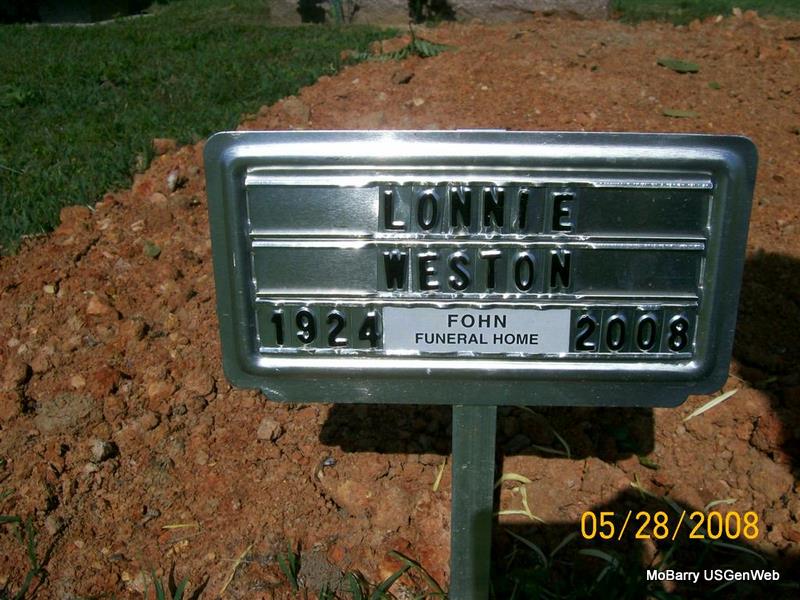 LONNIE
WESTON
1924 FOHN FUNERAL HOME 2008
05/28/2008
MoBarry USGenWeb